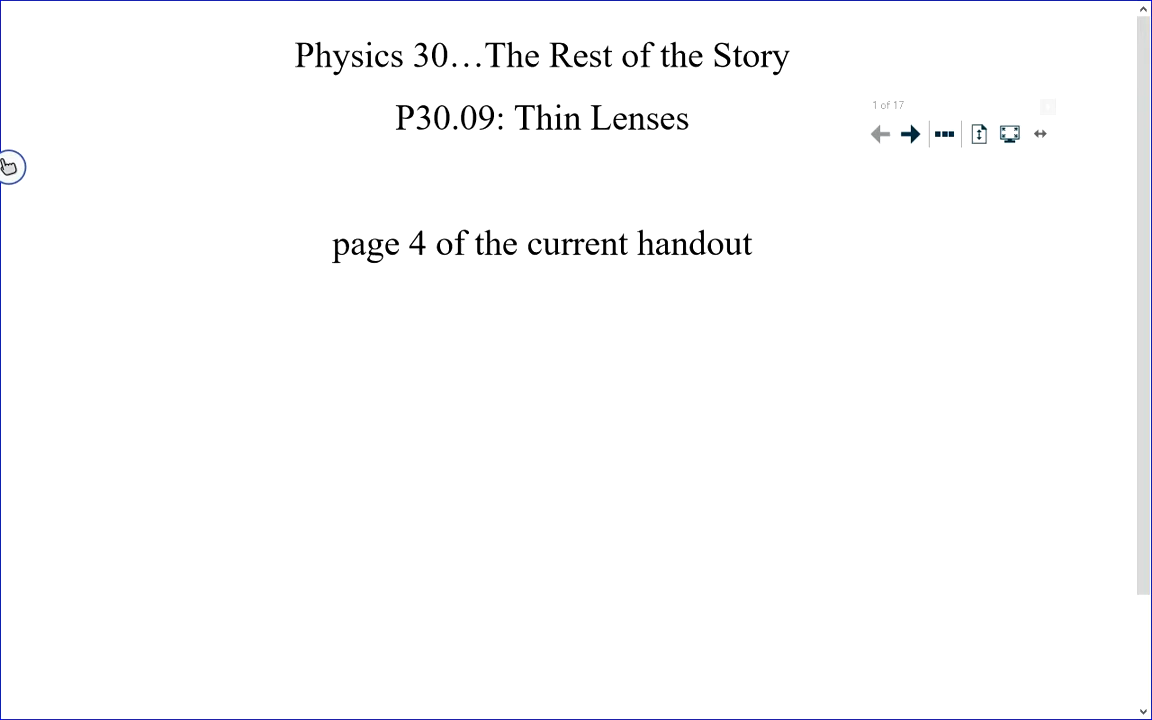 Physics 30…The Rest of the Story
P30.09: Thin Lenses
1 of 17
page 4 of the current handout